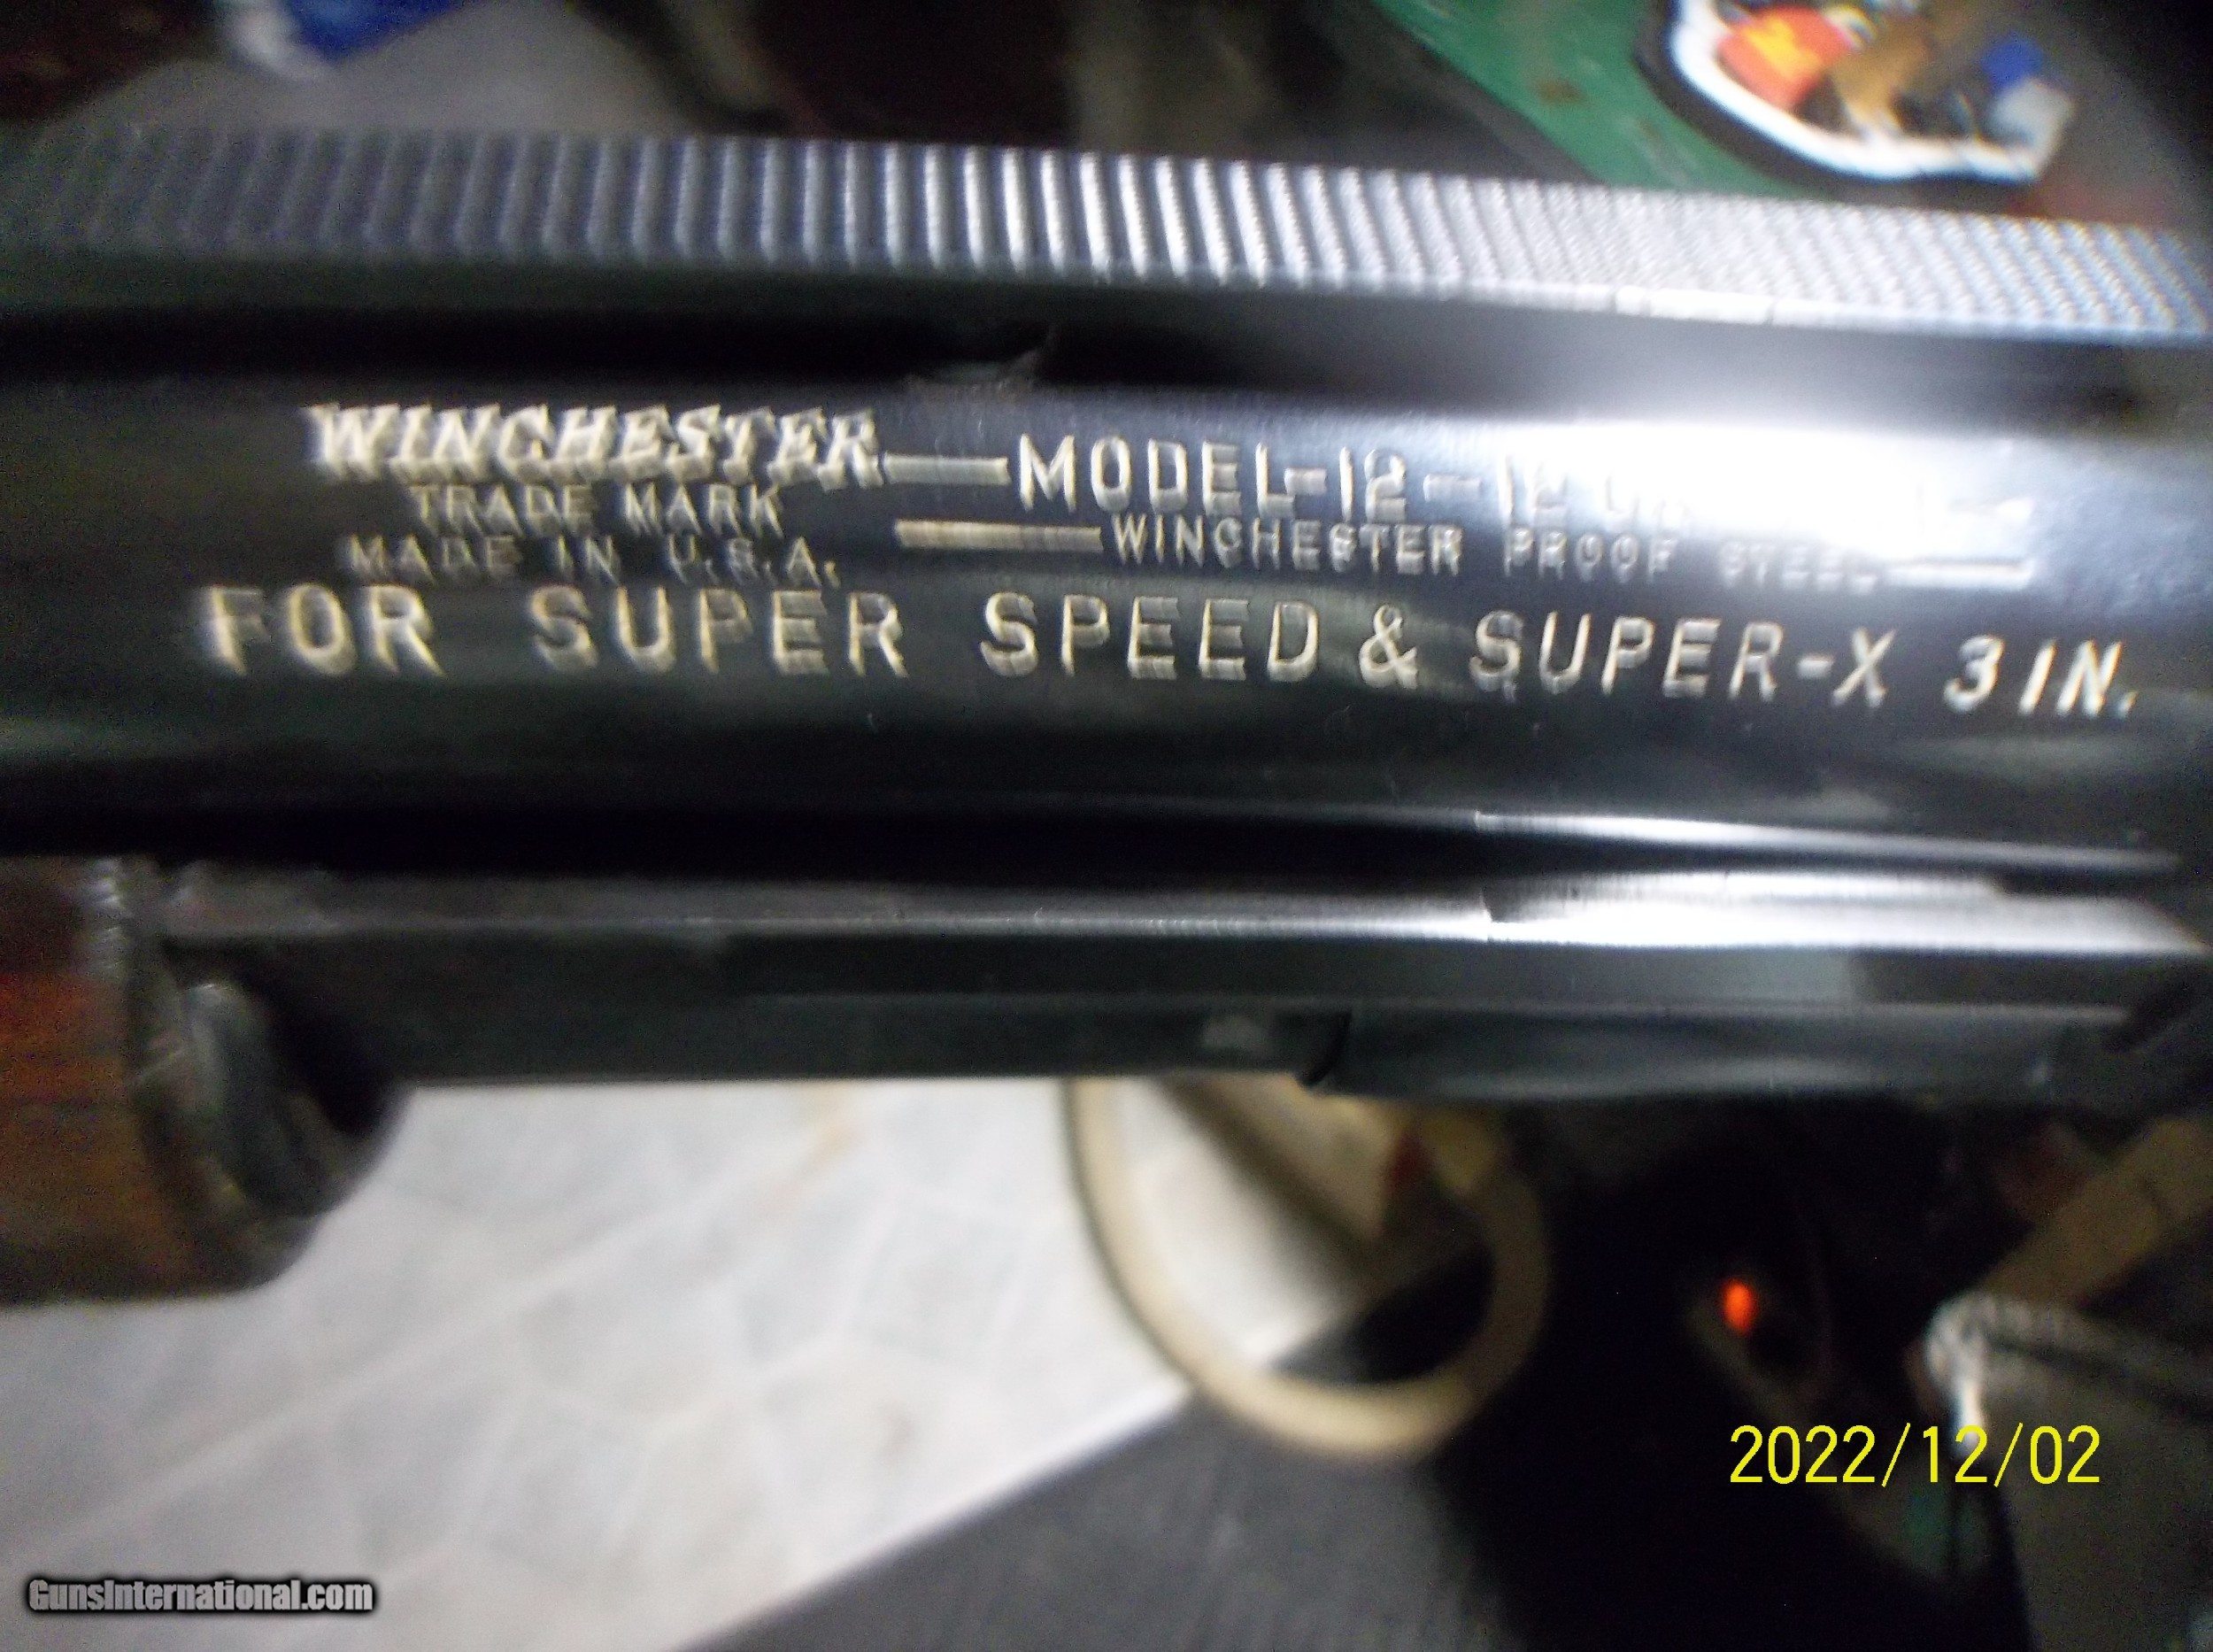 WINCHESTER—MODEL-12-12
TRADE MARK
MADE IN U.S.A.
—WINCHESTER PROOF STEEL—
FOR SUPER SPEED & SUPER-X 3 IN.
2022/12/02
GunsInternational.com